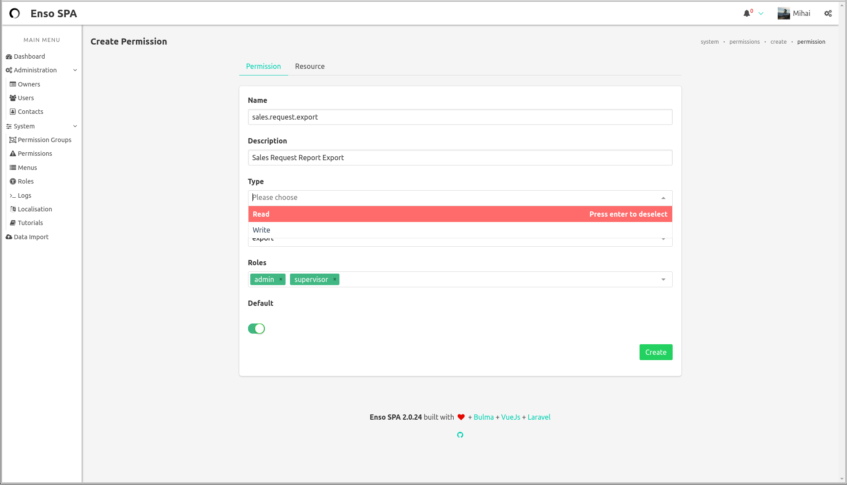 Enso SPA
0
Mihai
MAIN MENU
Create Permission
system - permissions - create - permission
Dashboard
Administration
Owners
Users
Contacts
System
Permission Groups
Permissions
Menus
Roles
Logs
Localisation
Tutorials
Data Import
Permission
Resource
Name
sales.request.export
Description
Sales Request Report Export
Type
Please choose
Read
Press enter to deselect
Write
export
Roles
admin
supervisor
Default
Create
Enso SPA 2.0.24 built with + Bulma + VueJs + Laravel